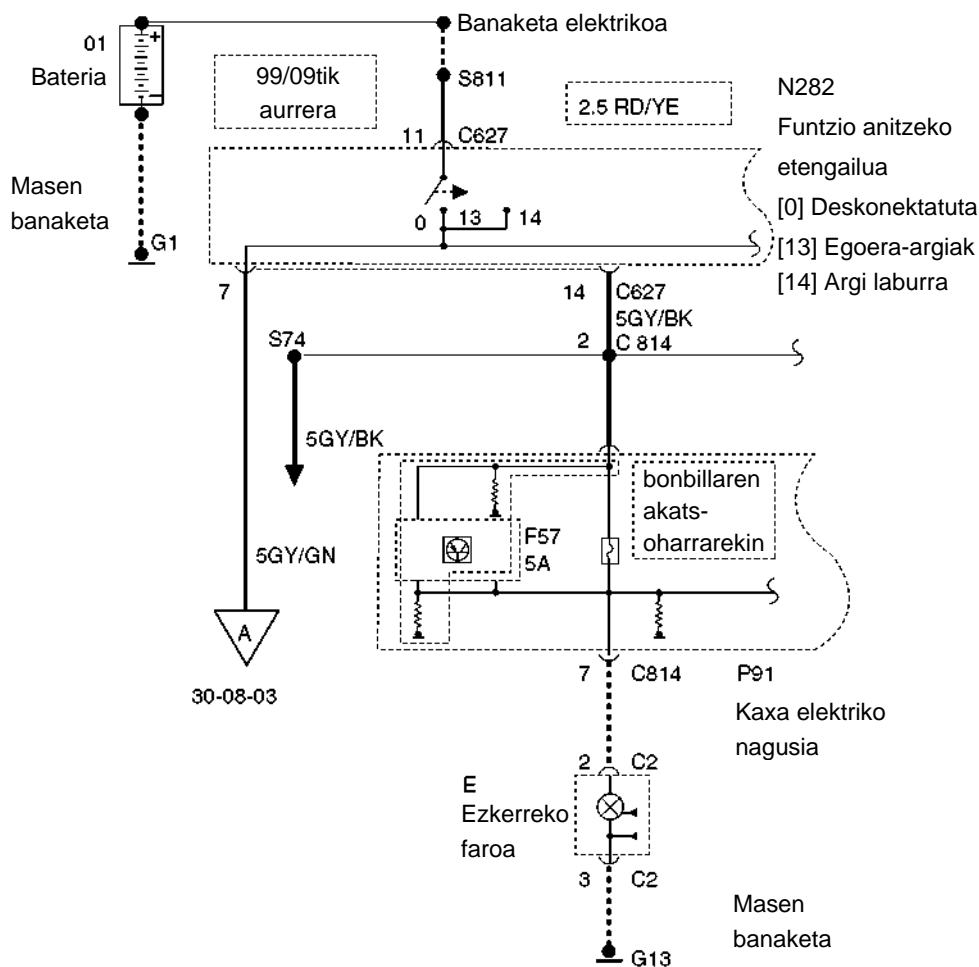 Banaketa elektrikoa
01
Bateria
+
−
99/09tik
aurrera
S811
2.5 RD/YE
N282
Funtzio anitzeko
etengailua
[0] Deskonektatuta
[13] Egoera-argiak
[14] Argi laburra
11 C627
Masen
banaketa
G1
0 13 14
7
14 C627
5GY/BK
S74
2 C 814
5GY/BK
bonbillaren
akats-
oharrarekin
F57
5A
5GY/GN
A
30-08-03
7 C814 P91
Kaxa elektriko
nagusia
2 C2
E
Ezkerreko
faroa
3 C2
Masen
banaketa
G13